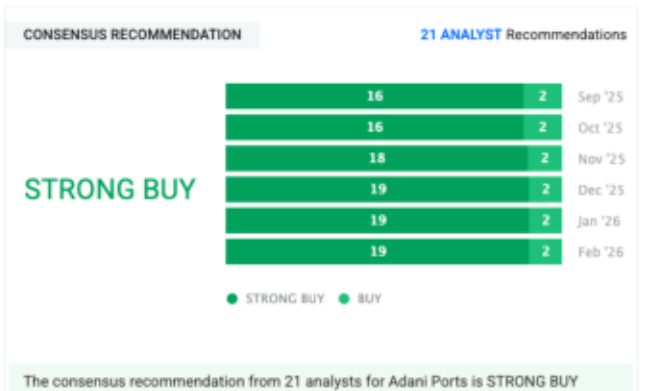 CONSENSUS RECOMMENDATION 21 ANALYST Recommendations
16 2 Sep '25
16 2 Oct '25
18 2 Nov '25
STRONG BUY 19 2 Dec '25
19 2 Jan '26
19 2 Feb '26
STRONG BUY BUY
The consensus recommendation from 21 analysts for Adani Ports is STRONG BUY